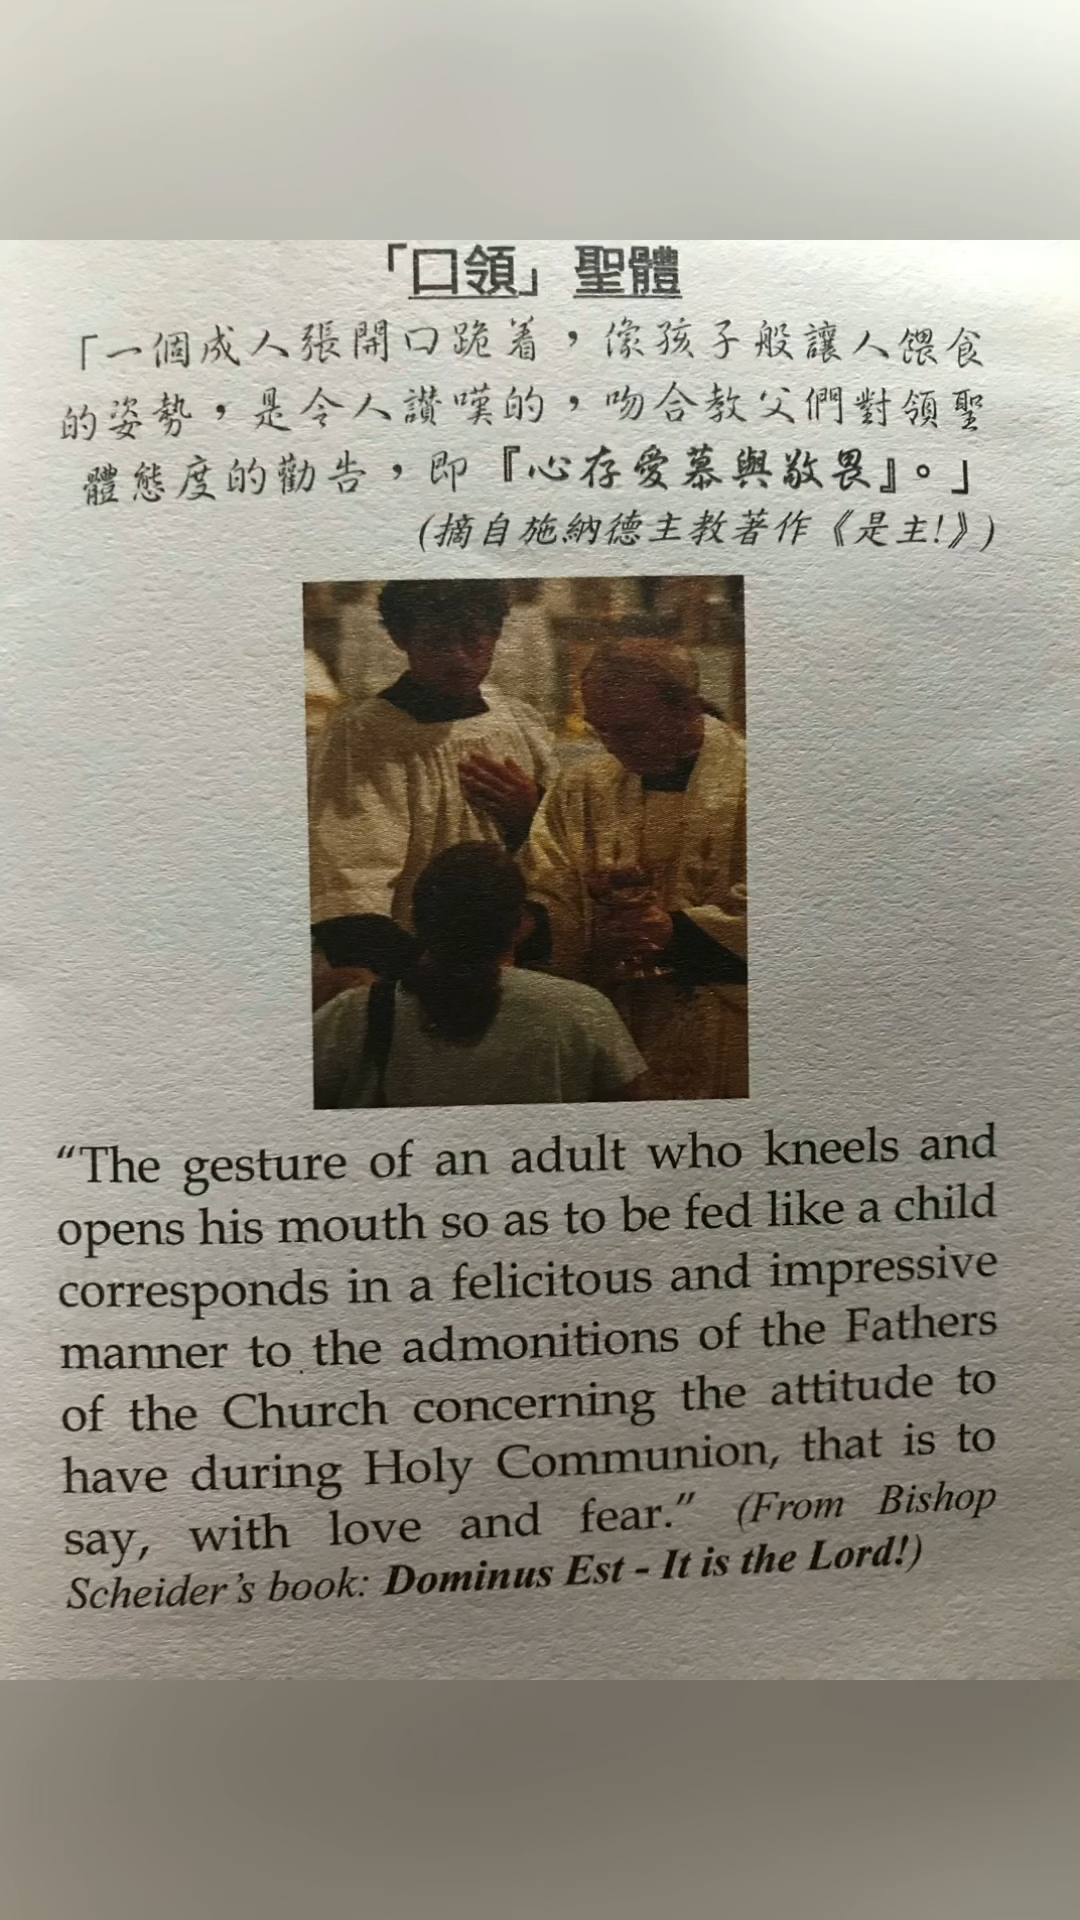 「口領」聖體
「一個成人張開口跪着，像孩子般讓人餵食
的姿勢，是令人讚嘆的，吻合教父們對領聖
體態度的勸告，即『心存愛慕與敬畏』。」
(摘自施納德主教著作《是主!》)
“The gesture of an adult who kneels and
opens his mouth so as to be fed like a child
corresponds in a felicitous and impressive
manner to the admonitions of the Fathers
of the Church concerning the attitude to
have during Holy Communion, that is to
say, with love and fear.” (From Bishop
Scheider’s book: Dominus Est - It is the Lord!)